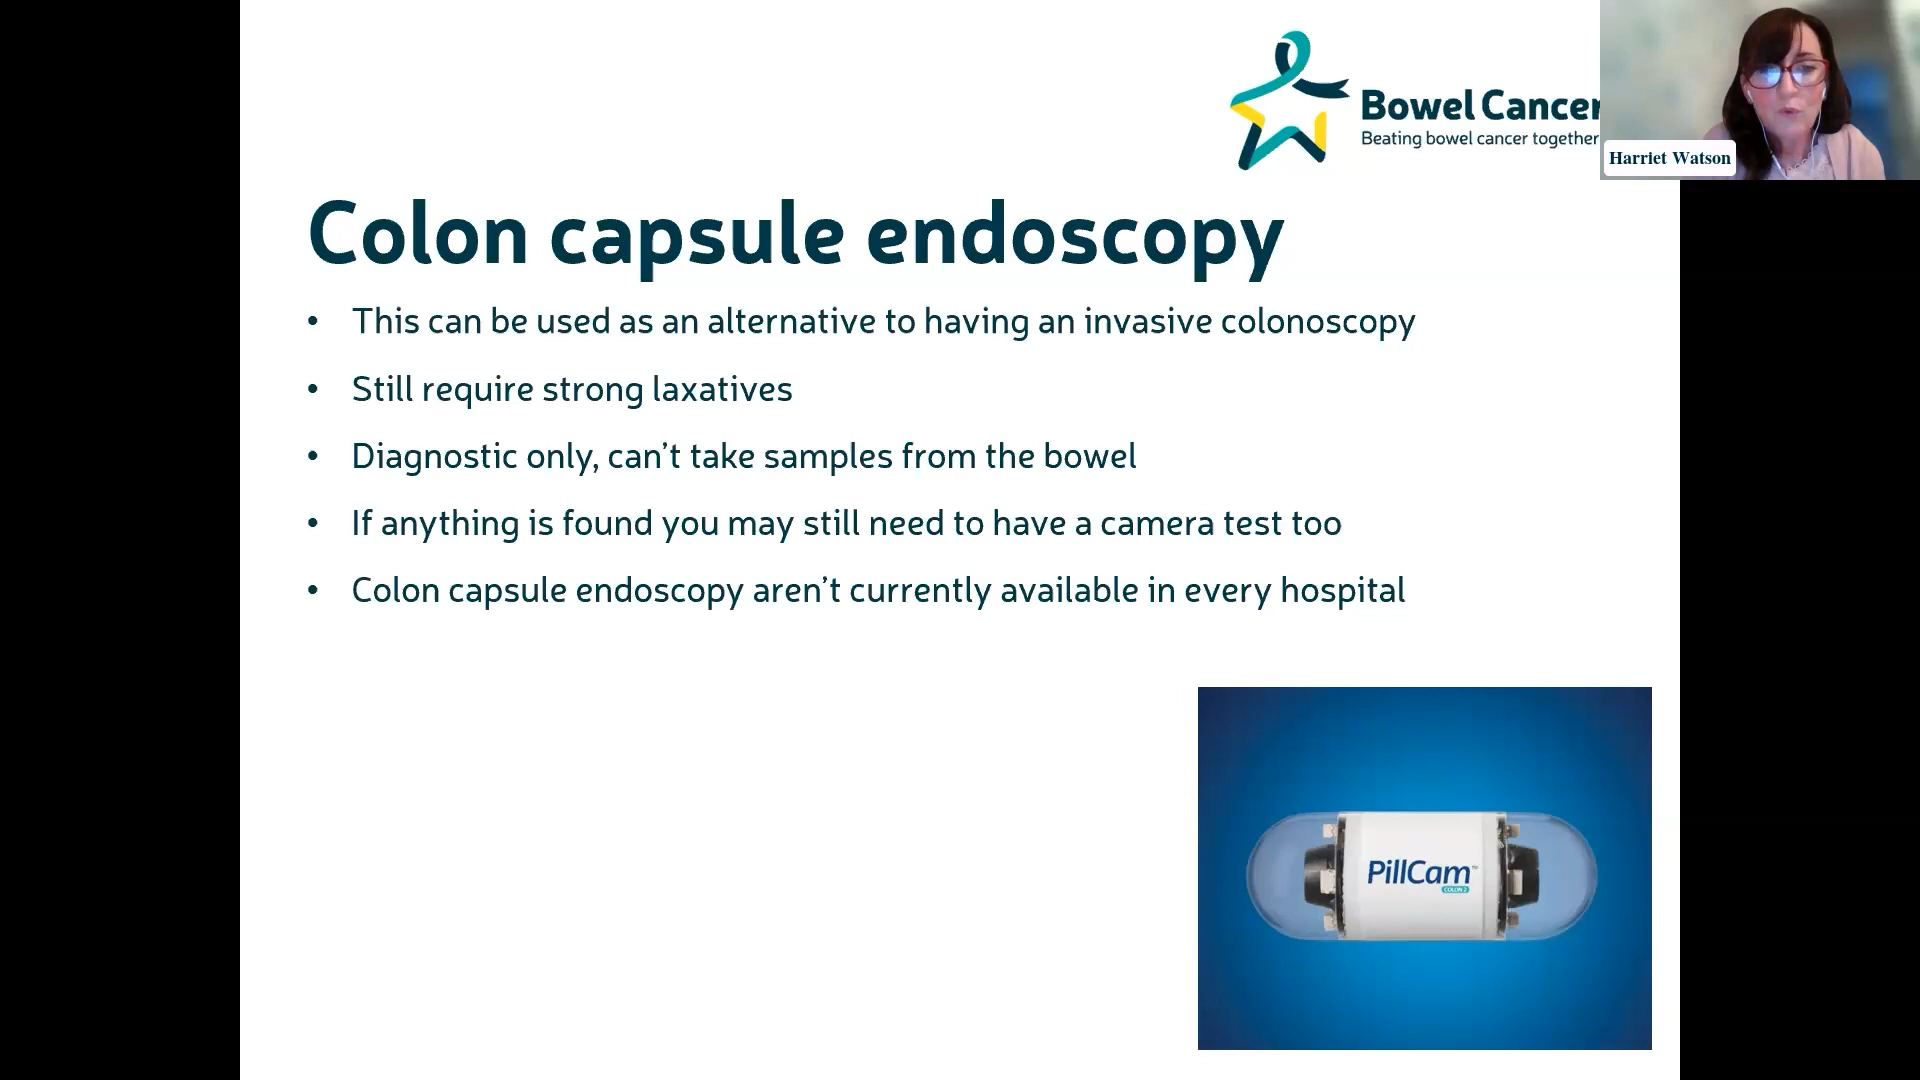 Bowel Cancer
Beating bowel cancer together
Harriet Watson
Colon capsule endoscopy
• This can be used as an alternative to having an invasive colonoscopy
• Still require strong laxatives
• Diagnostic only, can’t take samples from the bowel
• If anything is found you may still need to have a camera test too
• Colon capsule endoscopy aren’t currently available in every hospital
PillCam™
COLON 2